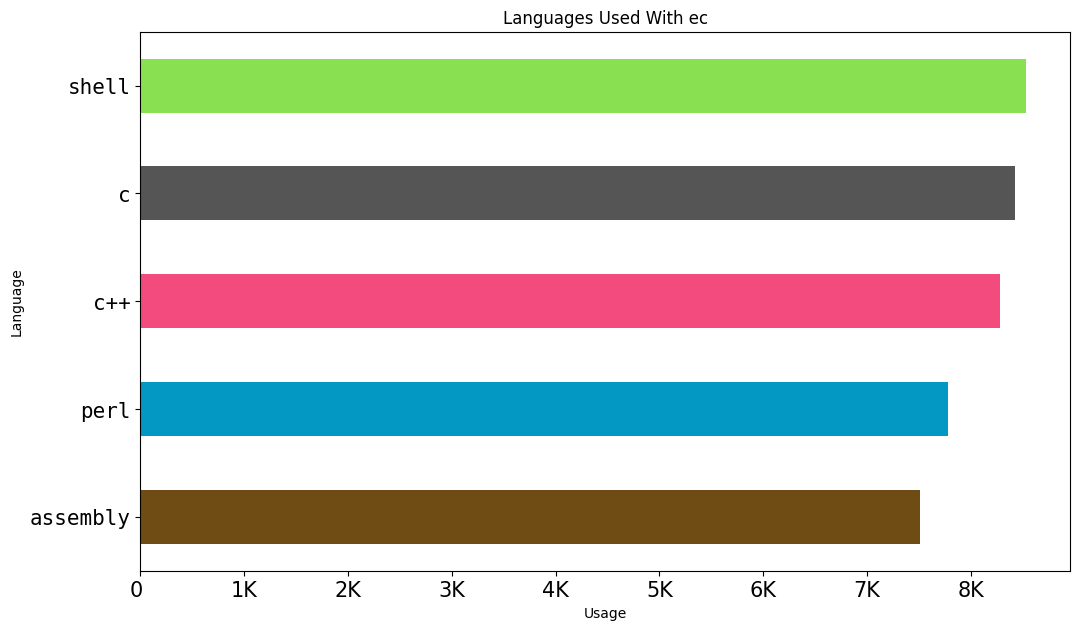 Languages Used With ec
shell
c
c++
perl
assembly
Language
0 1K 2K 3K 4K 5K 6K 7K 8K
Usage